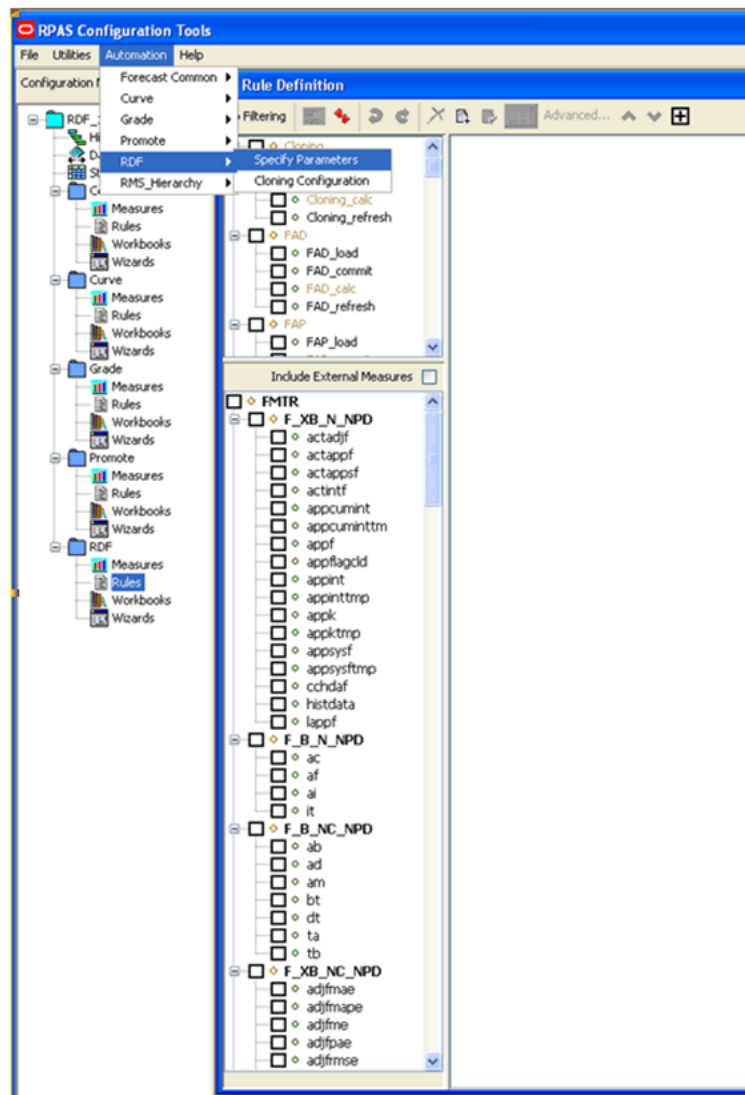 RPAS Configuration Tools
File Utilities Automation Help
Configuration
Forecast Common
Curve
Grade
Promote
RDF
RMS_Hierarchy
Specify Parameters
Cloning Configuration
Rule Definition
Filtering
Advanced...
RDF_
Measures
Rules
Workbooks
Wizards
Curve
Measures
Rules
Workbooks
Wizards
Grade
Measures
Rules
Workbooks
Wizards
Promote
Measures
Rules
Workbooks
Wizards
RDF
Measures
Rules
Workbooks
Wizards
Cloning
Cloning_calc
Cloning_refresh
FAD
FAD_load
FAD_commit
FAD_calc
FAD_refresh
FAP
FAP_load
Include External Measures
FMTR
F_XB_N_NPD
actadjf
actappf
actappsf
actintf
appcumint
appcuminttm
appf
appflagcld
appint
appinttmp
appk
appktmp
appsysf
appsysftmp
cchdaf
histdata
lappf
F_B_N_NPD
ac
af
ai
it
F_B_NC_NPD
ab
ad
am
bt
dt
ta
tb
F_XB_NC_NPD
adjfmae
adjfmape
adjfme
adjfpae
adjfrmse